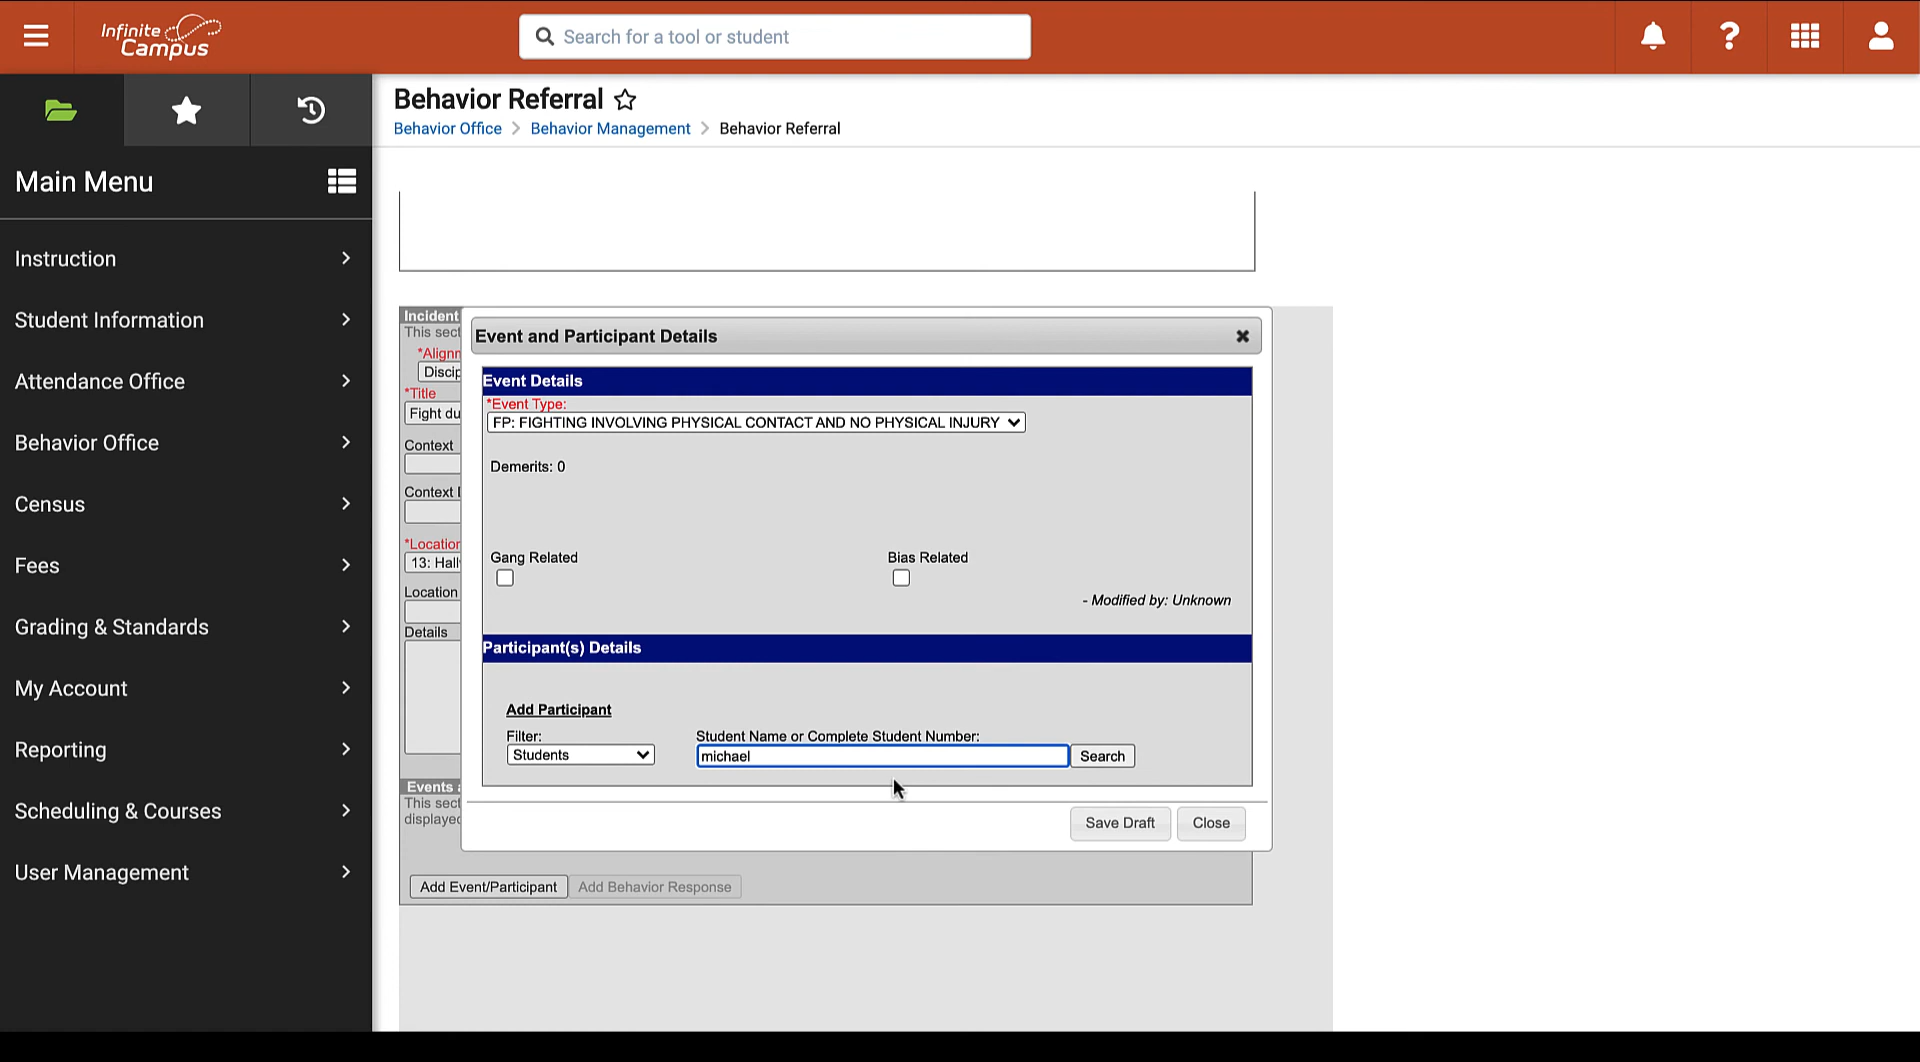 Infinite
Campus
Search for a tool or student
Behavior Referral
Behavior Office > Behavior Management > Behavior Referral
Main Menu
Instruction
Student Information
Attendance Office
Behavior Office
Census
Fees
Grading & Standards
My Account
Reporting
Scheduling & Courses
User Management
Incident
This sect
*Alignm
Discip
*Title
Fight du
Context
Context
*Location
13: Hall
Location
Details
Events
This sect
displayed
Event and Participant Details
Event Details
*Event Type:
FP: FIGHTING INVOLVING PHYSICAL CONTACT AND NO PHYSICAL INJURY
Demerits: 0
Gang Related
Bias Related
- Modified by: Unknown
Participant(s) Details
Add Participant
Filter:
Students
Student Name or Complete Student Number:
michael
Search
Save Draft
Close
Add Event/Participant
Add Behavior Response